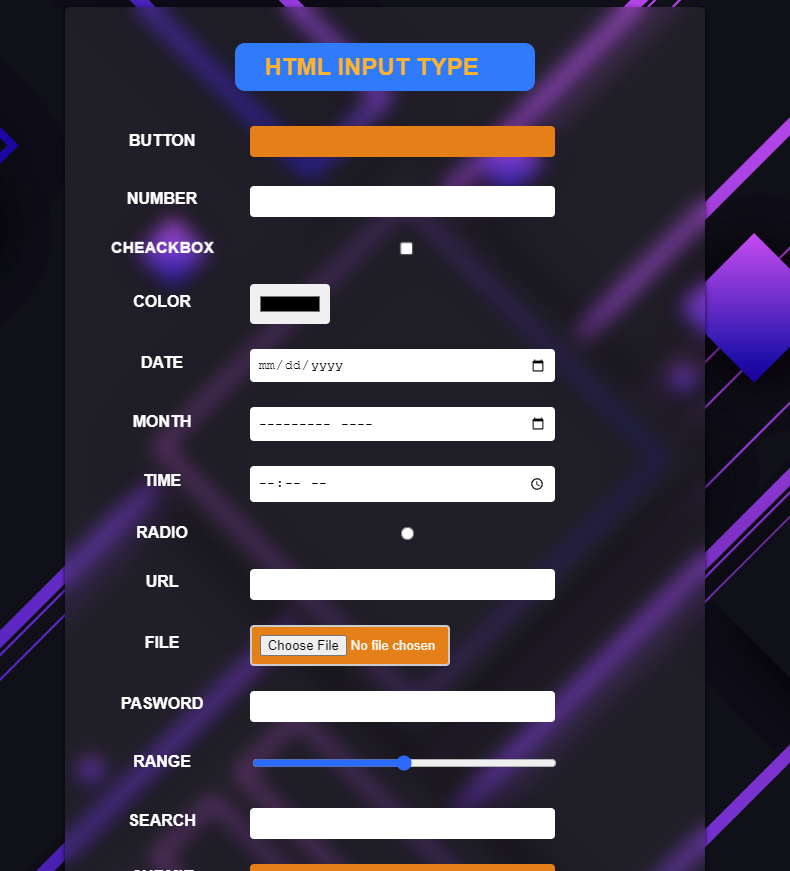 HTML INPUT TYPE
BUTTON
NUMBER
CHEACKBOX
COLOR
DATE mm/dd/yyyy
MONTH --------- ----
TIME --:-- --
RADIO
URL
FILE Choose File No file chosen
PASWORD
RANGE
SEARCH